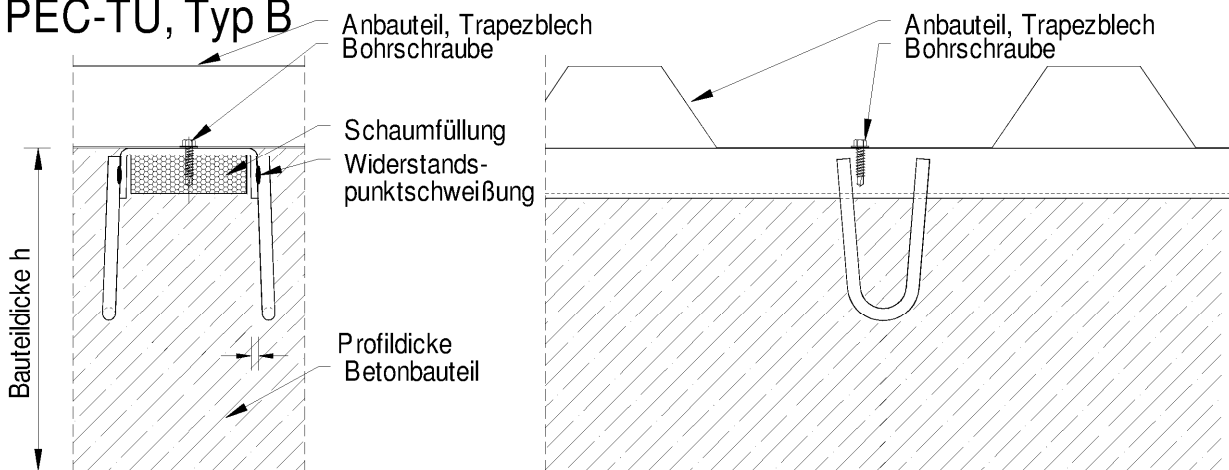 PEC-TU, Typ B
Anbauteil, Trapezblech
Bohrschraube
Schaumfüllung
Widerstands-
punktschweißung
Profildicke
Betonbauteil
Bauteildicke h
Anbauteil, Trapezblech
Bohrschraube